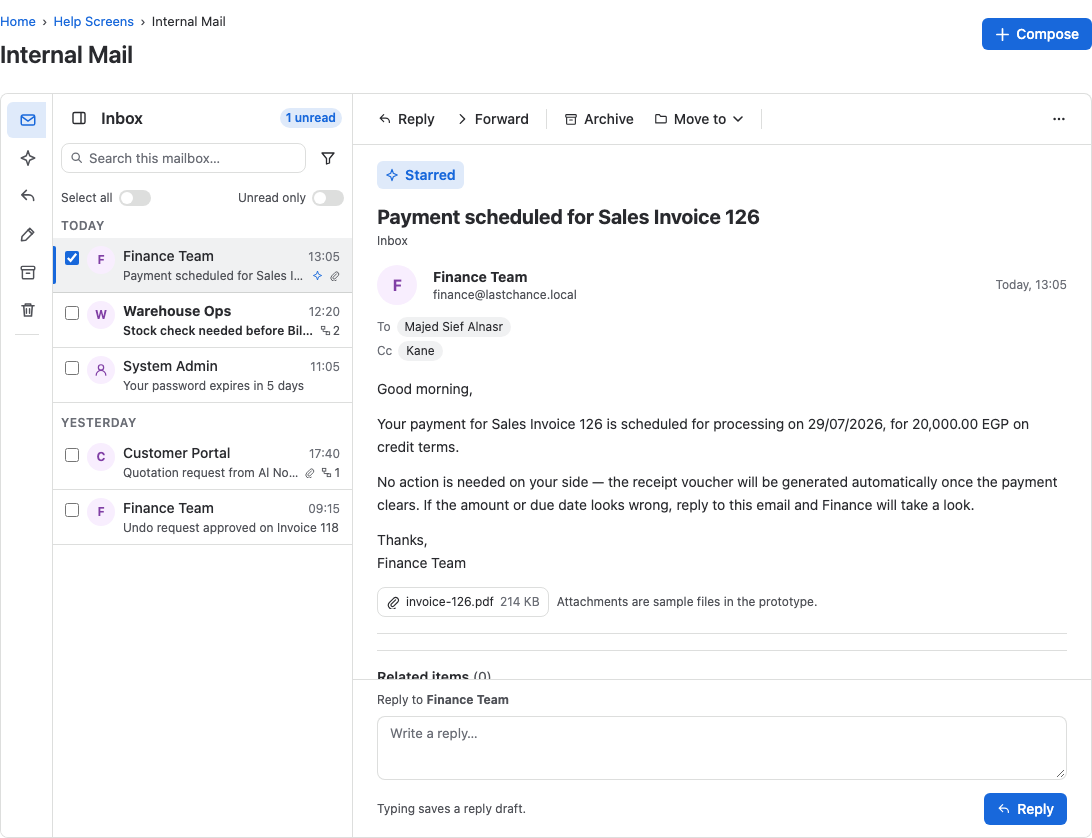 Home › Help Screens › Internal Mail
Internal Mail
Compose
Inbox
1 unread
Search this mailbox...
Select all
Unread only
TODAY
F
Finance Team
13:05
Payment scheduled for Sales I...
W
Warehouse Ops
12:20
Stock check needed before Bil...
2
System Admin
11:05
Your password expires in 5 days
YESTERDAY
C
Customer Portal
17:40
Quotation request from Al No...
1
F
Finance Team
09:15
Undo request approved on Invoice 118
Reply
Forward
Archive
Move to
Starred
Payment scheduled for Sales Invoice 126
Inbox
F
Finance Team
finance@lastchance.local
Today, 13:05
To Majed Sief Alnasr
Cc Kane
Good morning,
Your payment for Sales Invoice 126 is scheduled for processing on 29/07/2026, for 20,000.00 EGP on
credit terms.
No action is needed on your side — the receipt voucher will be generated automatically once the payment
clears. If the amount or due date looks wrong, reply to this email and Finance will take a look.
Thanks,
Finance Team
invoice-126.pdf 214 KB
Attachments are sample files in the prototype.
Related items (0)
Reply to Finance Team
Write a reply...
Typing saves a reply draft.
Reply